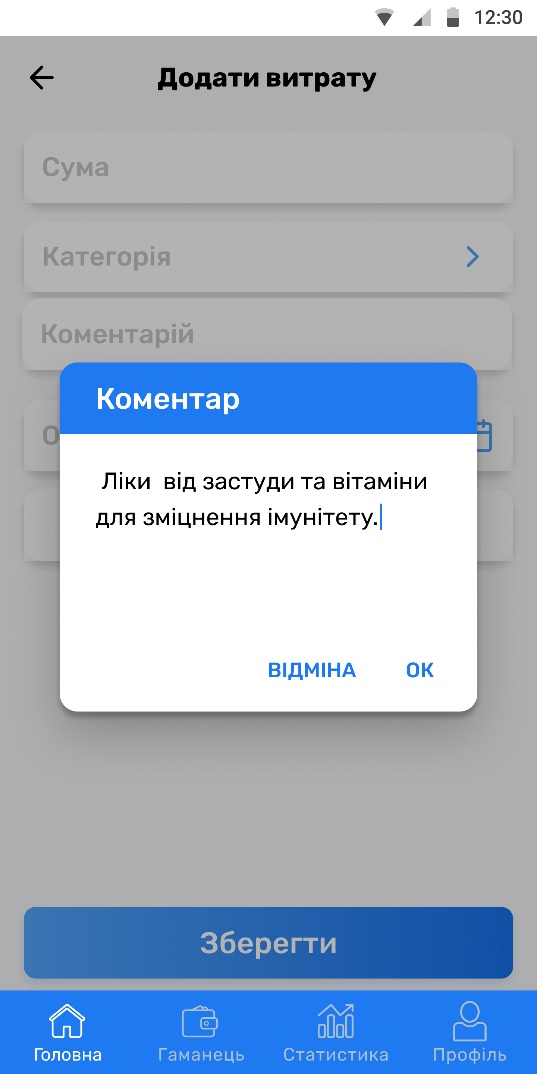 12:30
Додати витрату
Сума
Категорія
Коментарій
Коментар
Ліки від застуди та вітаміни
для зміцнення імунітету.
ВІДМІНА ОК
Зберегти
Головна Гаманець Статистика Профіль